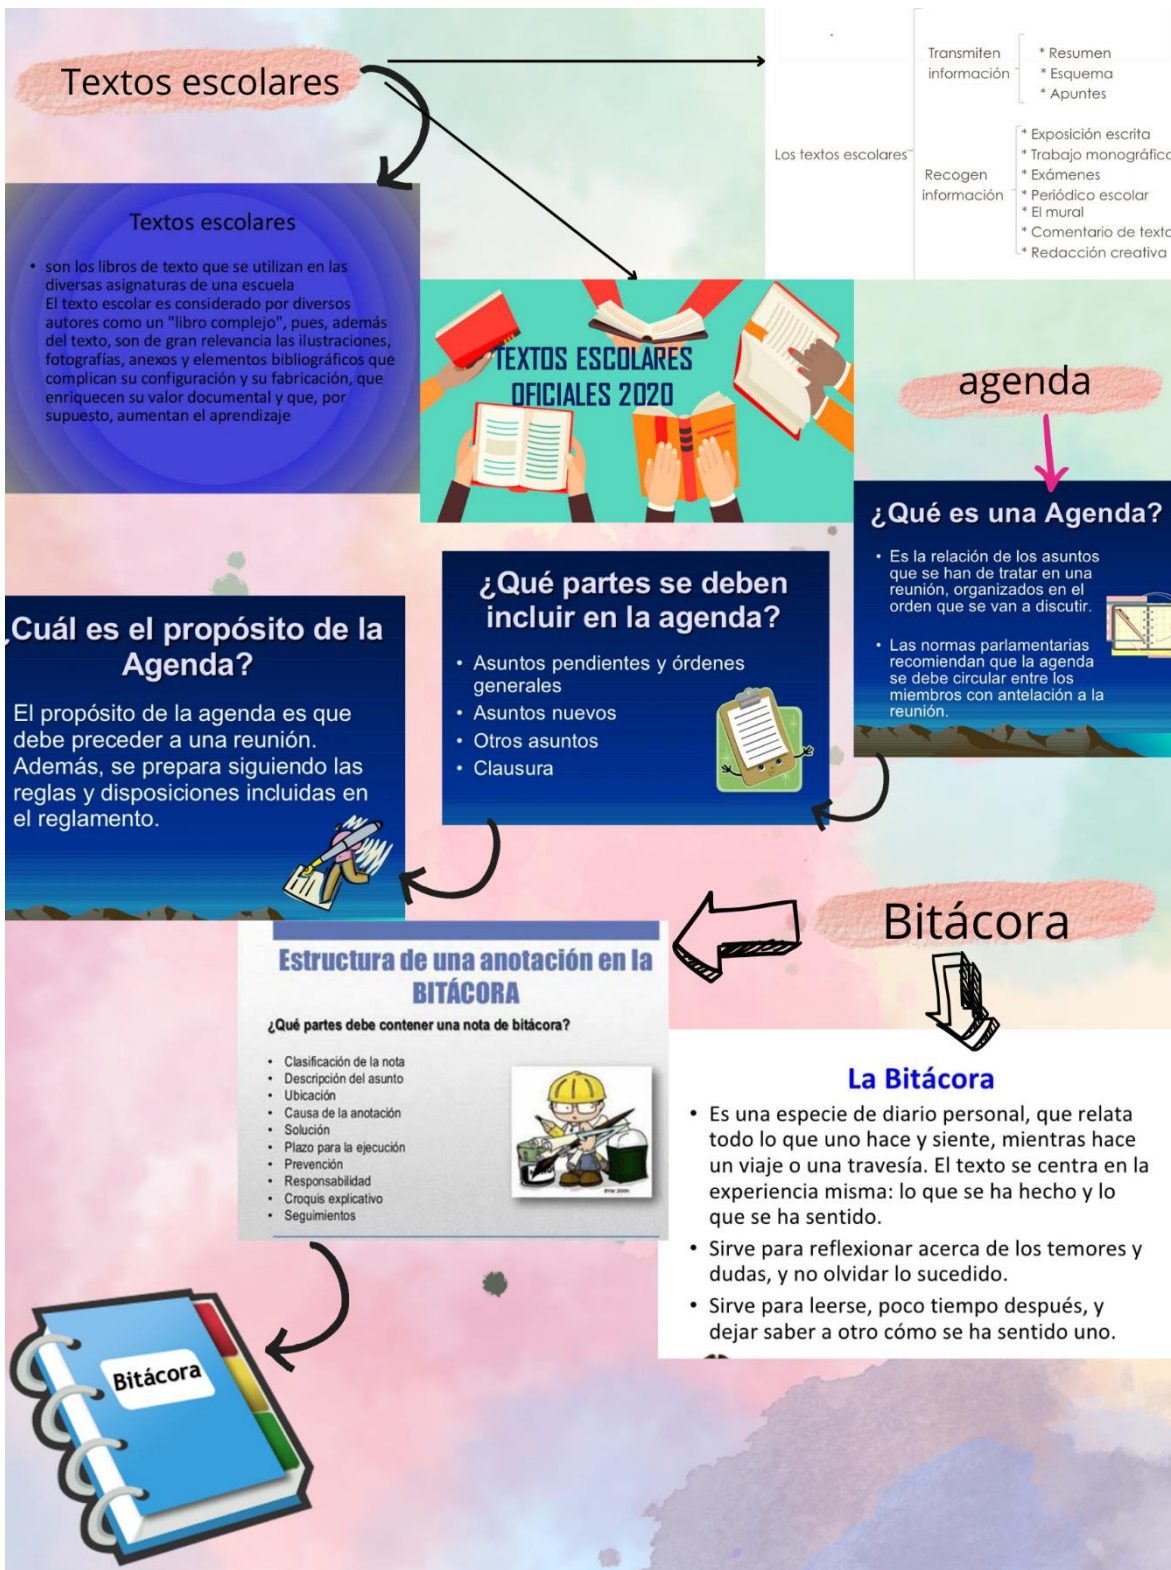 Textos escolares
Los textos escolares
Transmiten
información
* Resumen
* Esquema
* Apuntes
Recogen
información
* Exposición escrita
* Trabajo monográfico
* Exámenes
* Periódico escolar
* El mural
* Comentario de texto
* Redacción creativa
Textos escolares
• son los libros de texto que se utilizan en las
diversas asignaturas de una escuela
El texto escolar es considerado por diversos
autores como un "libro complejo", pues, además
del texto, son de gran relevancia las ilustraciones,
fotografías, anexos y elementos bibliográficos que
complican su configuración y su fabricación, que
enriquecen su valor documental y que, por
supuesto, aumentan el aprendizaje
TEXTOS ESCOLARES
OFICIALES 2020
agenda
¿Qué es una Agenda?
• Es la relación de los asuntos
que se han de tratar en una
reunión, organizados en el
orden que se van a discutir.
• Las normas parlamentarias
recomiendan que la agenda
se debe circular entre los
miembros con antelación a la
reunión.
¿Qué partes se deben
incluir en la agenda?
• Asuntos pendientes y órdenes
generales
• Asuntos nuevos
• Otros asuntos
• Clausura
¿Cuál es el propósito de la
Agenda?
El propósito de la agenda es que
debe preceder a una reunión.
Además, se prepara siguiendo las
reglas y disposiciones incluidas en
el reglamento.
Bitácora
Estructura de una anotación en la
BITÁCORA
¿Qué partes debe contener una nota de bitácora?
• Clasificación de la nota
• Descripción del asunto
• Ubicación
• Causa de la anotación
• Solución
• Plazo para la ejecución
• Prevención
• Responsabilidad
• Croquis explicativo
• Seguimientos
La Bitácora
• Es una especie de diario personal, que relata
todo lo que uno hace y siente, mientras hace
un viaje o una travesía. El texto se centra en la
experiencia misma: lo que se ha hecho y lo
que se ha sentido.
• Sirve para reflexionar acerca de los temores y
dudas, y no olvidar lo sucedido.
• Sirve para leerse, poco tiempo después, y
dejar saber a otro cómo se ha sentido uno.
Bitácora